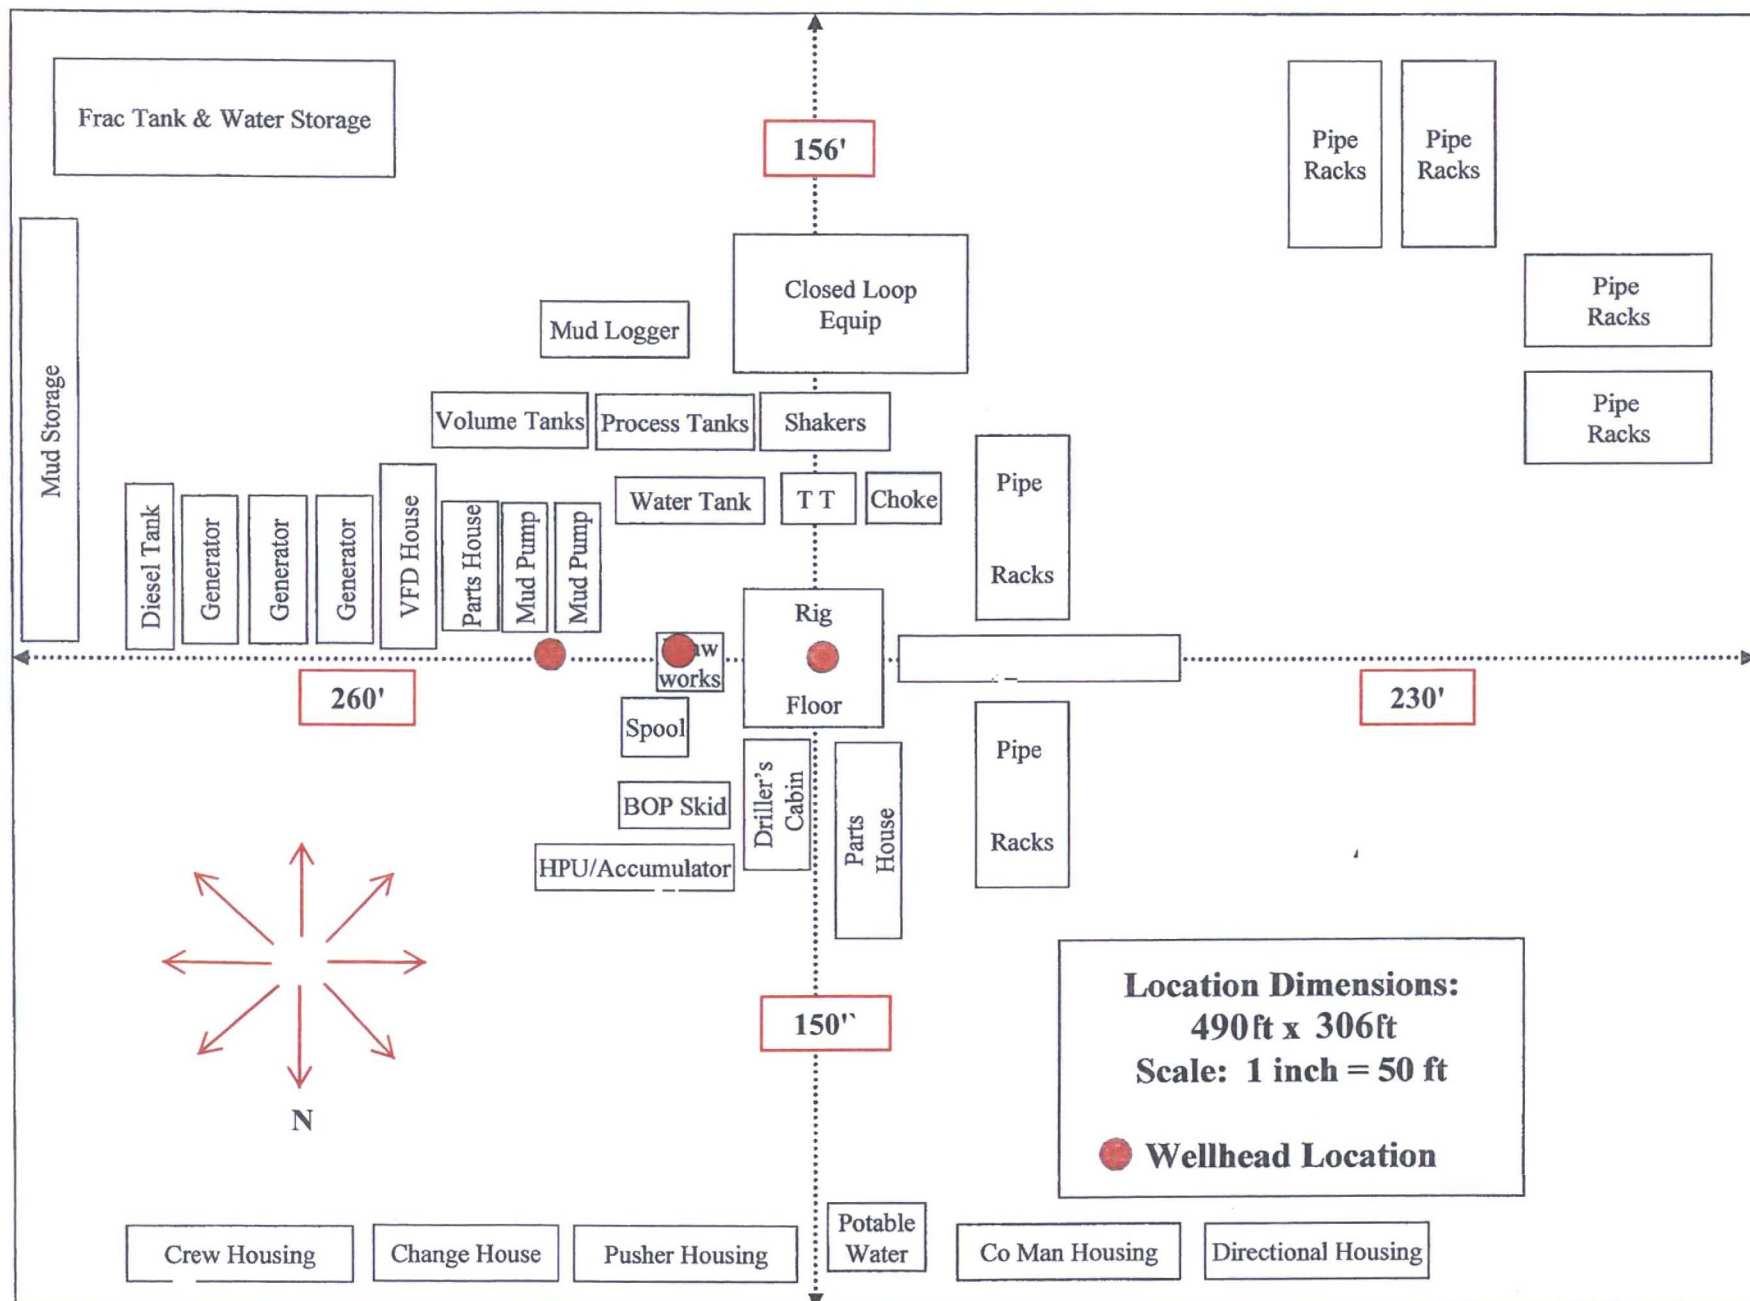 Frac Tank & Water Storage
156'
Pipe
Racks
Pipe
Racks
Closed Loop
Equip
Pipe
Racks
Mud Logger
Pipe
Racks
Mud Storage
Volume Tanks
Process Tanks
Shakers
Water Tank
T T
Choke
Pipe
Racks
Diesel Tank
Generator
Generator
Generator
VFD House
Parts House
Mud Pump
Mud Pump
Rig
Floor
works
260'
230'
Spool
Pipe
Racks
BOP Skid
Driller's
Cabin
Parts
House
HPU/Accumulator
N
150'
Location Dimensions:
490ft x 306ft
Scale: 1 inch = 50 ft
Wellhead Location
Crew Housing
Change House
Pusher Housing
Potable
Water
Co Man Housing
Directional Housing